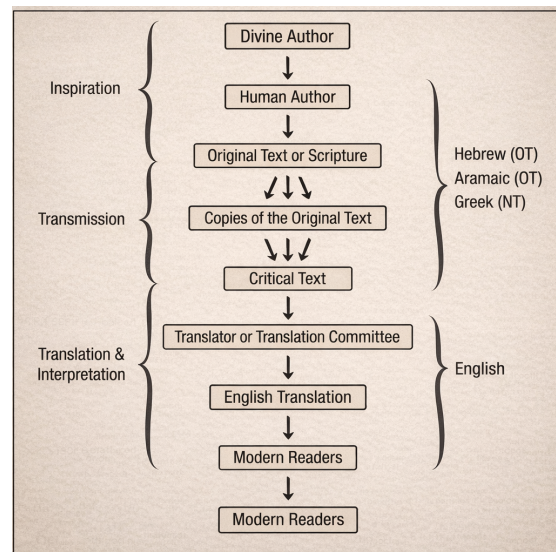 Divine Author
Inspiration
Human Author
Original Text or Scripture
Hebrew (OT)
Aramaic (OT)
Greek (NT)
Transmission
Copies of the Original Text
Critical Text
Translator or Translation Committee
Translation &
Interpretation
English
English Translation
Modern Readers
Modern Readers